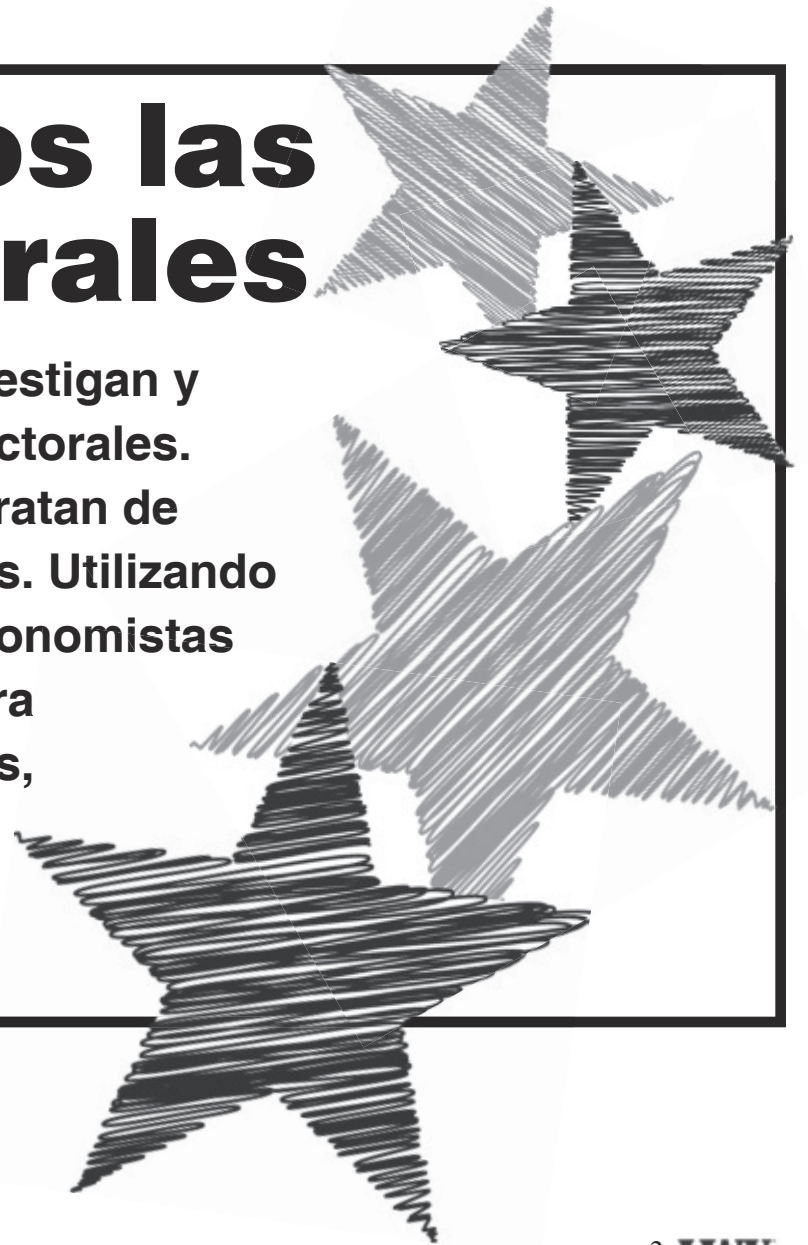 os las
rales
estigan y
ctorales.
ratan de
s. Utilizando
onomistas
ra
s,